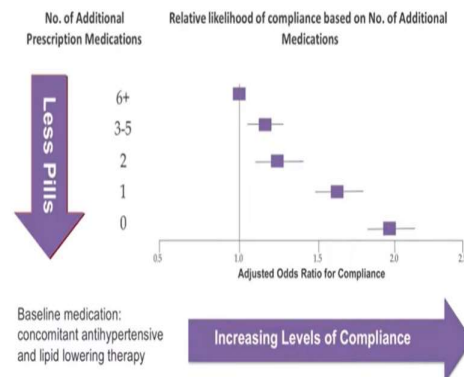 No. of Additional
Prescription Medications
Relative likelihood of compliance based on No. of Additional
Medications
Less Pills
6+
3-5
2
1
0
0.5 1.0 1.5 2.0 2.5
Adjusted Odds Ratio for Compliance
Baseline medication:
concomitant antihypertensive
and lipid lowering therapy
Increasing Levels of Compliance